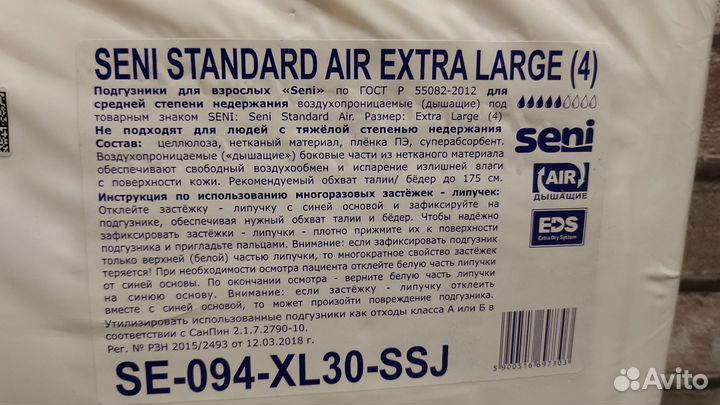 SENI STANDARD AIR EXTRA LARGE (4)
Подгузники для взрослых «Seni» по ГОСТ Р 55082-2012 для
средней степени недержания воздухопроницаемые (дышащие) под
товарным знаком SENI: Seni Standard Air. Размер: Extra Large (4)
Не подходят для людей с тяжёлой степенью недержания
Состав: целлюлоза, нетканый материал, плёнка ПЭ, суперабсорбент.
Воздухопроницаемые («дышащие») боковые части из нетканого материала
обеспечивают свободный воздухообмен и испарение излишней влаги
с поверхности кожи. Рекомендуемый обхват талии/ бёдер до 175 см.
Инструкция по использованию многоразовых застёжек - липучек:
Отклейте застёжку - липучку с синей основой и зафиксируйте на
подгузнике, обеспечивая нужный обхват талии и бёдер. Чтобы надёжно
зафиксировать застёжки - липучки - плотно прижмите их к поверхности
подгузника и пригладьте пальцами. Внимание: если зафиксировать подгузник
только верхней (белой) частью липучки, то многократное свойство застёжек
теряется! При необходимости осмотра пациента отклейте белую часть липучки
от синей основы. По окончании осмотра - верните белую часть липучки
на синюю основу. Внимание: если застёжку - липучку отклеить
вместе с синей основой, то может произойти повреждение подгузника.
Утилизировать использованные подгузники как отходы класса А или Б в
соответствии с СанПин 2.1.7.2790-10.
Рег. № РЗН 2015/2493 от 12.03.2018 г.
SE-094-XL30-SSJ
seni
AIR
ДЫШАЩИЕ
EDS
Extra Dry System
5 900516 697303
Avito